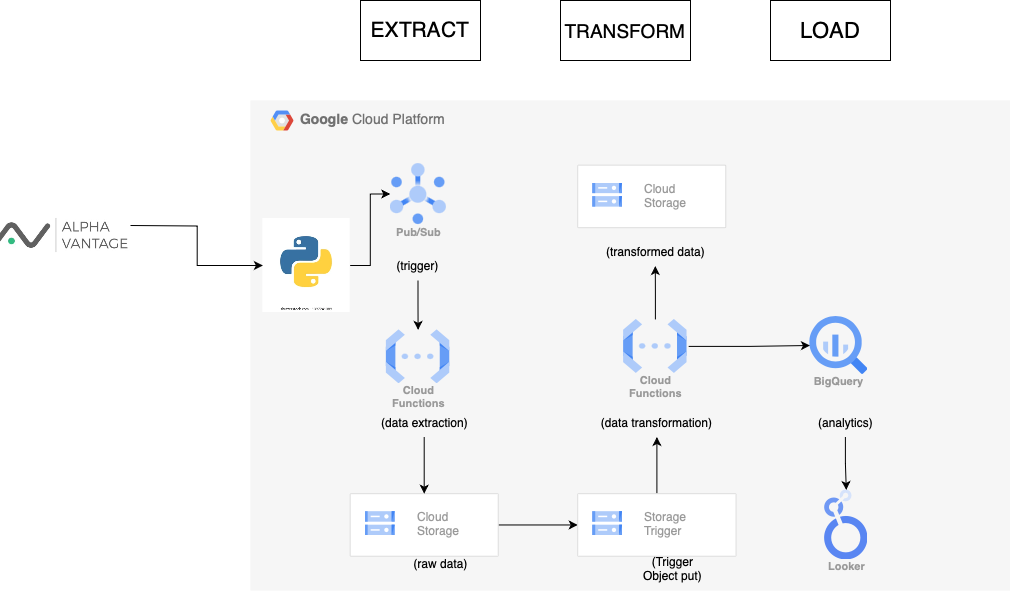 EXTRACT
TRANSFORM
LOAD
Google Cloud Platform
ALPHA
VANTAGE
Pub/Sub
(trigger)
Cloud
Functions
(data extraction)
Cloud
Storage
(raw data)
Cloud
Storage
(transformed data)
Cloud
Functions
(data transformation)
Storage
Trigger
(Trigger
Object put)
BigQuery
(analytics)
Looker